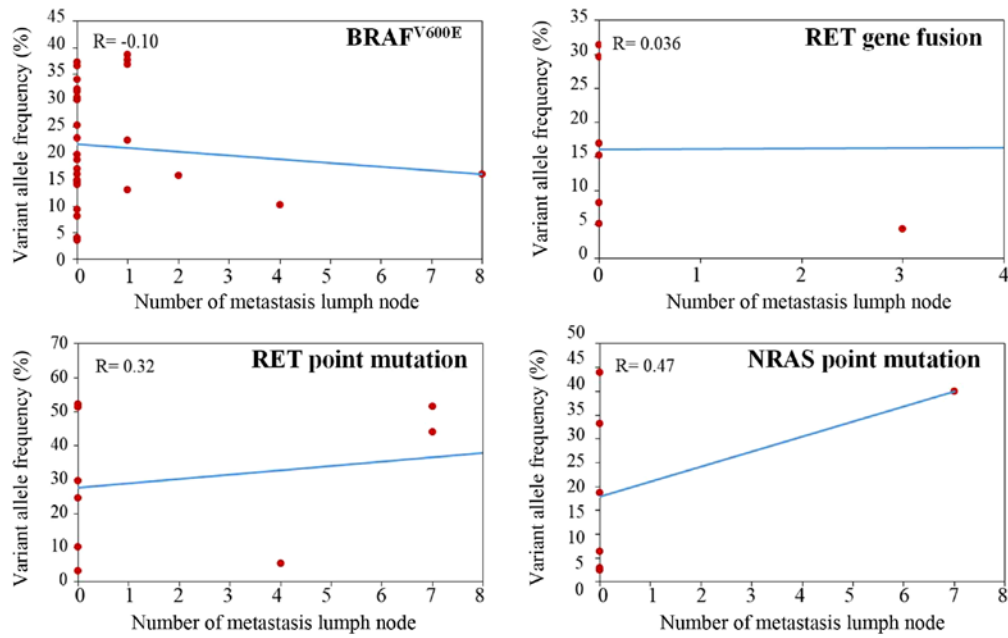 BRAF^V600E
R= -0.10
Variant allele frequency (%)
45
40
35
30
25
20
15
10
5
0
0 1 2 3 4 5 6 7 8
Number of metastasis lumph node
RET gene fusion
R= 0.036
Variant allele frequency (%)
35
30
25
20
15
10
5
0
0 1 2 3 4
Number of metastasis lumph node
RET point mutation
R= 0.32
Variant allele frequency (%)
70
60
50
40
30
20
10
0
0 1 2 3 4 5 6 7 8
Number of metastasis lumph node
NRAS point mutation
R= 0.47
Variant allele frequency (%)
50
45
40
35
30
25
20
15
10
5
0
0 1 2 3 4 5 6 7 8
Number of metastasis lumph node